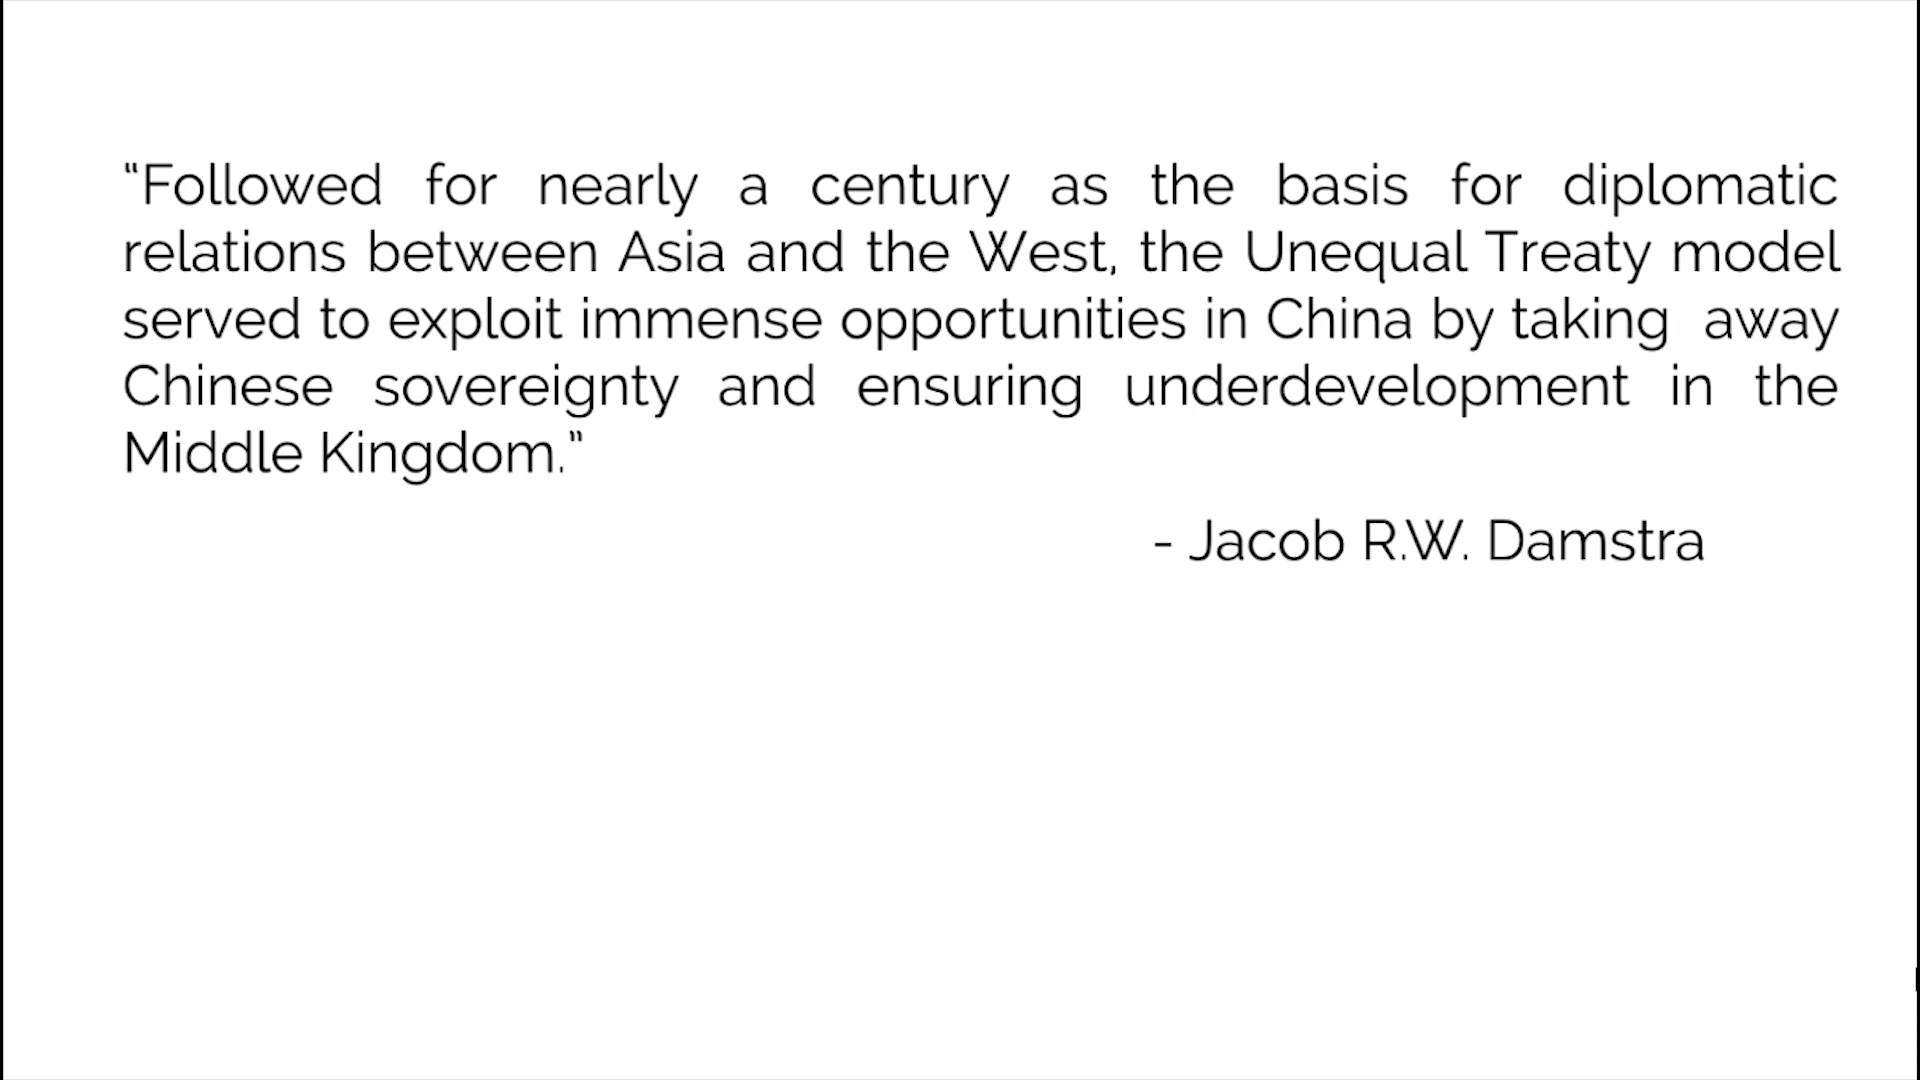 “Followed for nearly a century as the basis for diplomatic
relations between Asia and the West, the Unequal Treaty model
served to exploit immense opportunities in China by taking  away
Chinese sovereignty and ensuring underdevelopment in the
Middle Kingdom.”
- Jacob R.W. Damstra